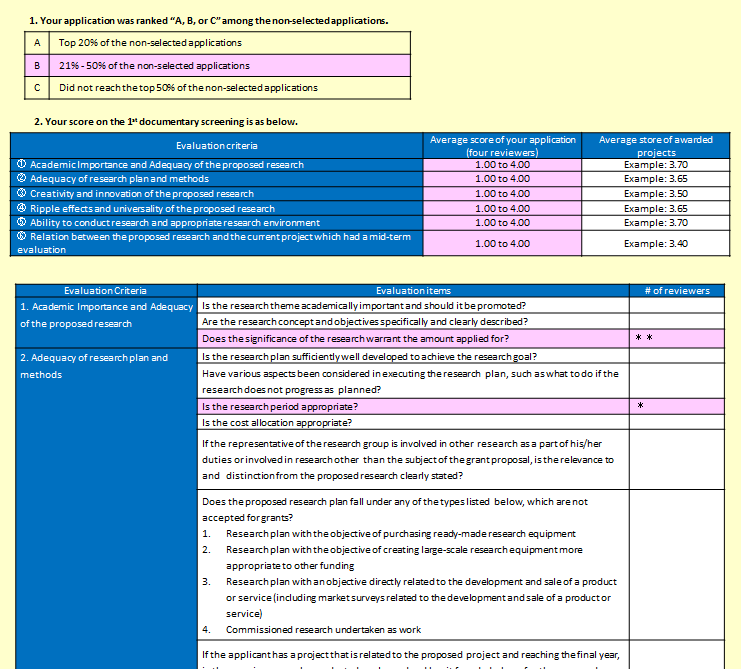 1. Your application was ranked “A, B, or C” among the non-selected applications.
A Top 20% of the non-selected applications
B 21% - 50% of the non-selected applications
C Did not reach the top 50% of the non-selected applications
2. Your score on the 1st documentary screening is as below.
Evaluation criteria
Average score of your application
(four reviewers)
Average store of awarded
projects
① Academic Importance and Adequacy of the proposed research 1.00 to 4.00 Example: 3.70
② Adequacy of research plan and methods 1.00 to 4.00 Example: 3.65
③ Creativity and innovation of the proposed research 1.00 to 4.00 Example: 3.50
④ Ripple effects and universality of the proposed research 1.00 to 4.00 Example: 3.65
⑤ Ability to conduct research and appropriate research environment 1.00 to 4.00 Example: 3.70
⑥ Relation between the proposed research and the current project which had a mid-term
evaluation 1.00 to 4.00 Example: 3.40
Evaluation Criteria Evaluation items # of reviewers
1. Academic Importance and Adequacy
of the proposed research
Is the research theme academically important and should it be promoted?
Are the research concept and objectives specifically and clearly described?
Does the significance of the research warrant the amount applied for? * *
2. Adequacy of research plan and
methods
Is the research plan sufficiently well developed to achieve the research goal?
Have various aspects been considered in executing the research plan, such as what to do if the
research does not progress as planned?
Is the research period appropriate? *
Is the cost allocation appropriate?
If the representative of the research group is involved in other research as a part of his/her
duties or involved in research other than the subject of the grant proposal, is the relevance to
and distinction from the proposed research clearly stated?
Does the proposed research plan fall under any of the types listed below, which are not
accepted for grants?
1. Research plan with the objective of purchasing ready-made research equipment
2. Research plan with the objective of creating large-scale research equipment more
appropriate to other funding
3. Research plan with an objective directly related to the development and sale of a product
or service (including market surveys related to the development and sale of a product or
service)
4. Commissioned research undertaken as work
If the applicant has a project that is related to the proposed project and reaching the final year,